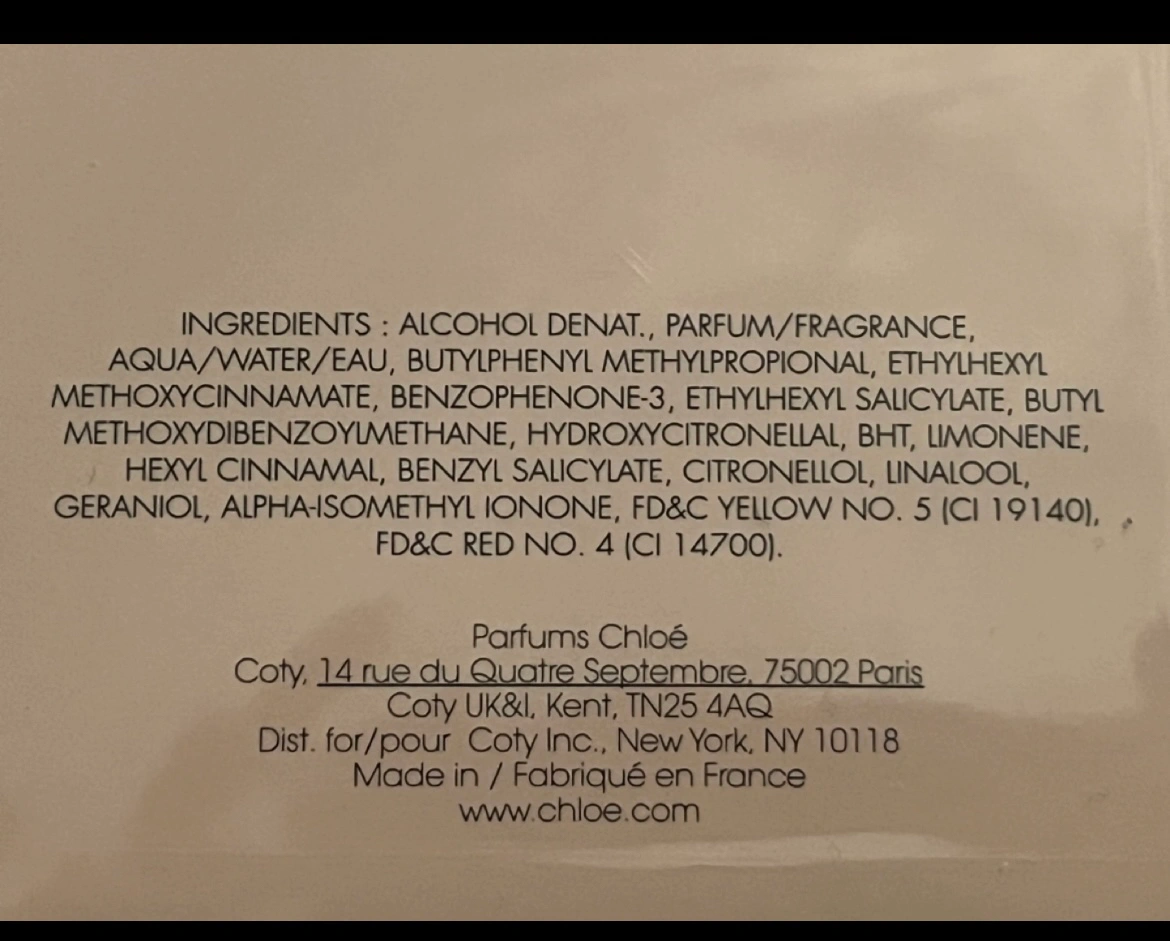 INGREDIENTS : ALCOHOL DENAT., PARFUM/FRAGRANCE,
AQUA/WATER/EAU, BUTYLPHENYL METHYLPROPIONAL, ETHYLHEXYL
METHOXYCINNAMATE, BENZOPHENONE-3, ETHYLHEXYL SALICYLATE, BUTYL
METHOXYDIBENZOYLMETHANE, HYDROXYCITRONELLAL, BHT, LIMONENE,
HEXYL CINNAMAL, BENZYL SALICYLATE, CITRONELLOL, LINALOOL,
GERANIOL, ALPHA-ISOMETHYL IONONE, FD&C YELLOW NO. 5 (CI 19140),
FD&C RED NO. 4 (CI 14700).
Parfums Chloé
Coty, 14 rue du Quatre Septembre, 75002 Paris
Coty UK&I, Kent, TN25 4AQ
Dist. for/pour Coty Inc., New York, NY 10118
Made in / Fabriqué en France
www.chloe.com